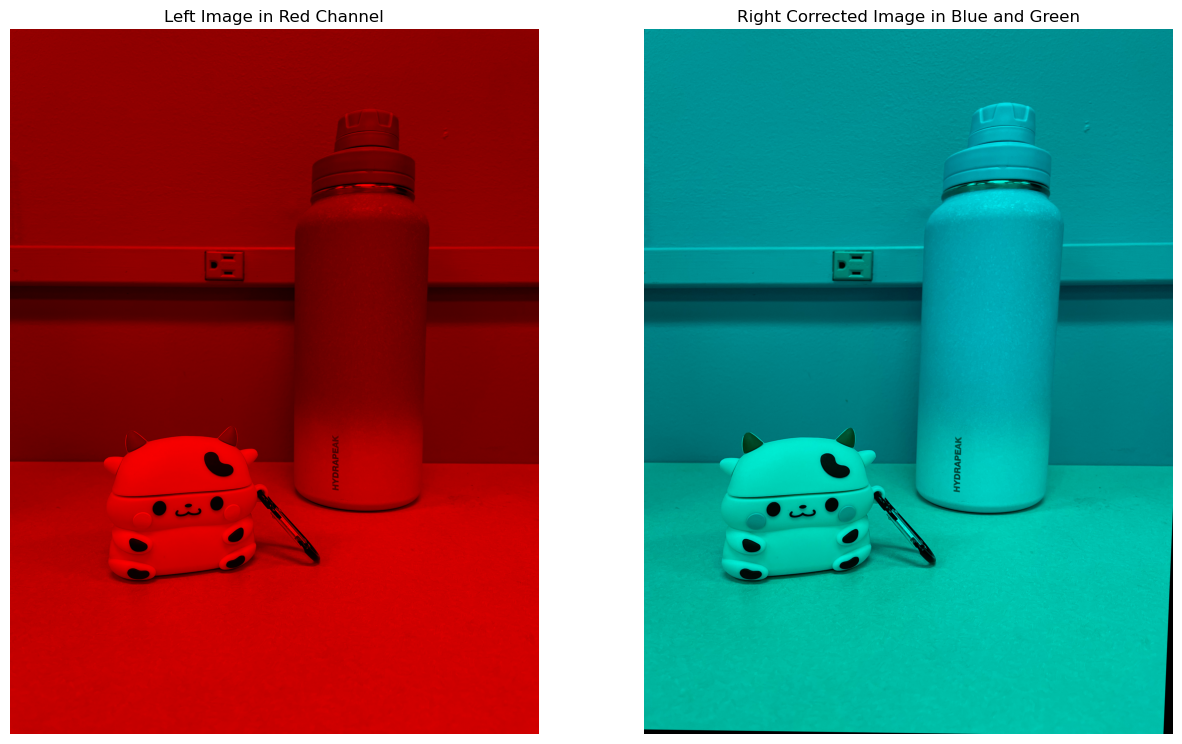 Left Image in Red Channel
Right Corrected Image in Blue and Green
HYDRAPEAK
HYDRAPEAK